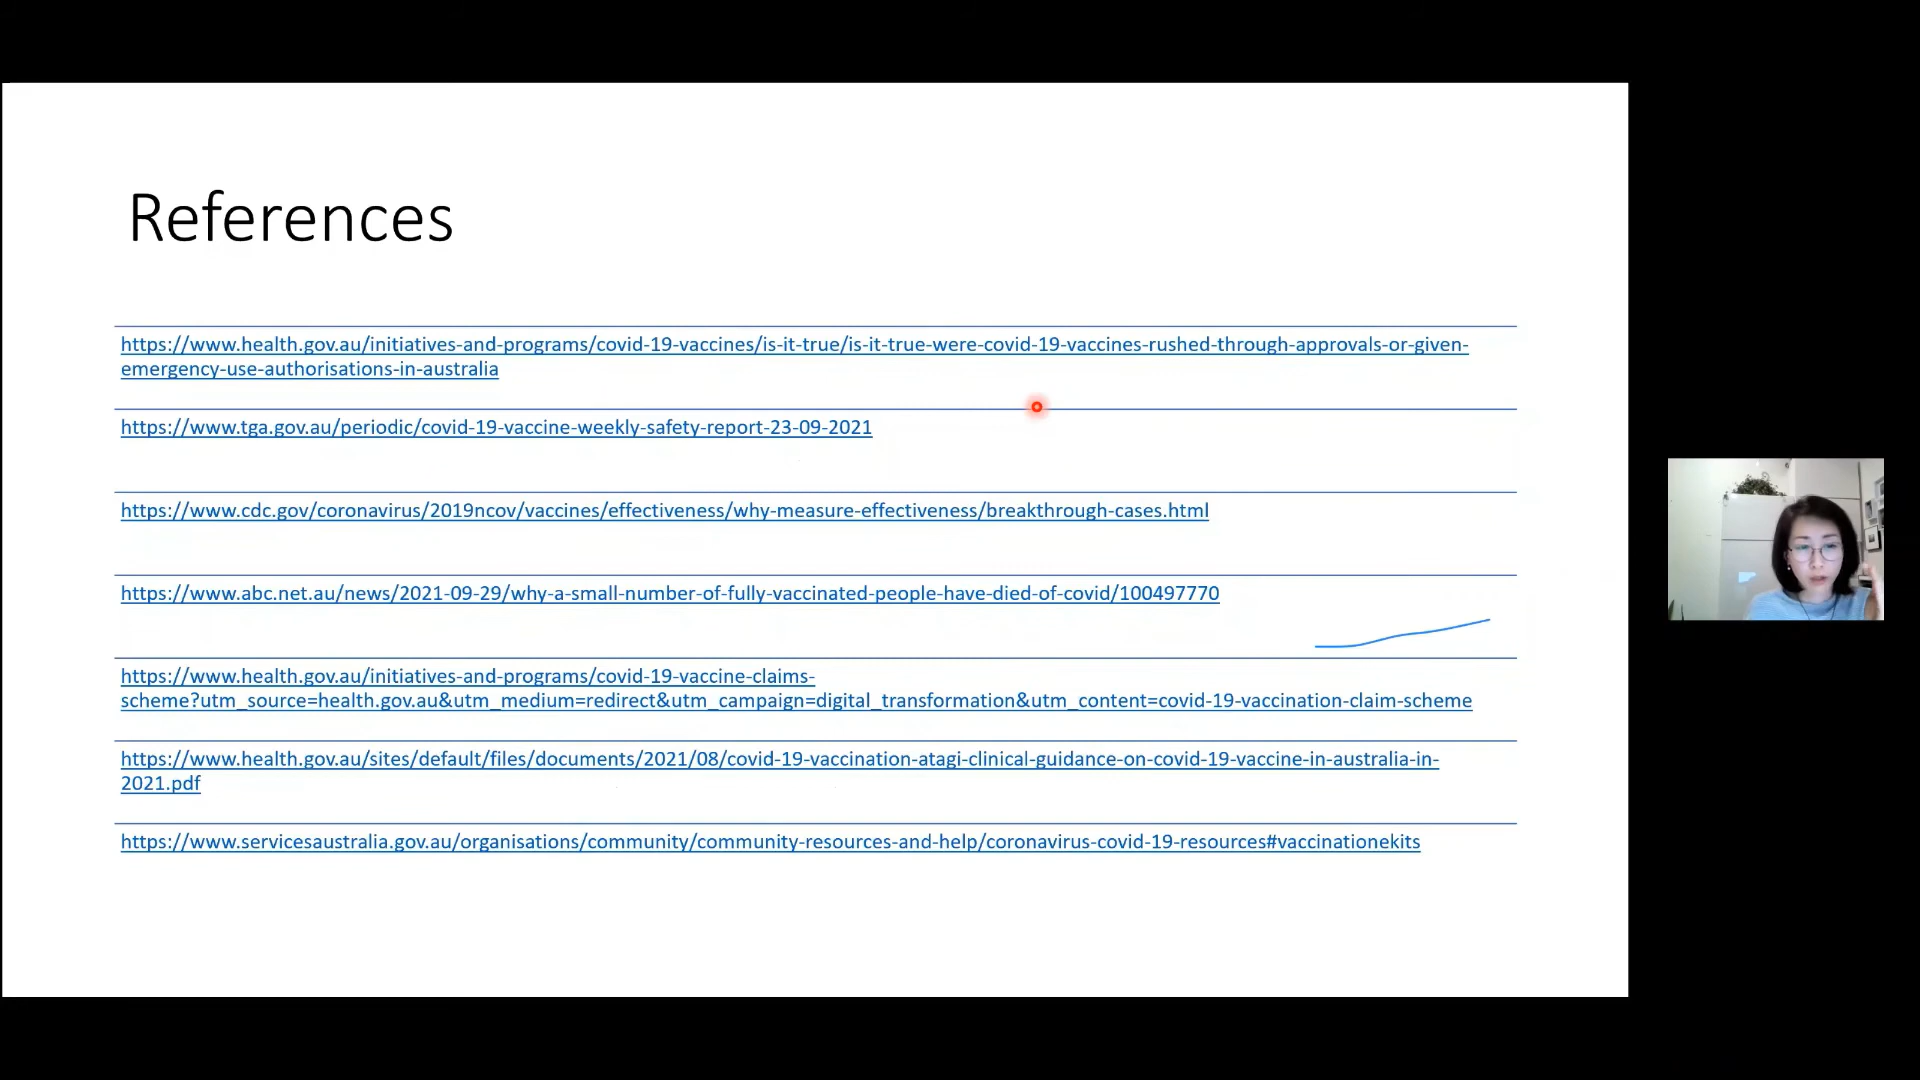 References
https://www.health.gov.au/initiatives-and-programs/covid-19-vaccines/is-it-true/is-it-true-were-covid-19-vaccines-rushed-through-approvals-or-given-
emergency-use-authorisations-in-australia
https://www.tga.gov.au/periodic/covid-19-vaccine-weekly-safety-report-23-09-2021
https://www.cdc.gov/coronavirus/2019ncov/vaccines/effectiveness/why-measure-effectiveness/breakthrough-cases.html
https://www.abc.net.au/news/2021-09-29/why-a-small-number-of-fully-vaccinated-people-have-died-of-covid/100497770
https://www.health.gov.au/initiatives-and-programs/covid-19-vaccine-claims-
scheme?utm_source=health.gov.au&utm_medium=redirect&utm_campaign=digital_transformation&utm_content=covid-19-vaccination-claim-scheme
https://www.health.gov.au/sites/default/files/documents/2021/08/covid-19-vaccination-atagi-clinical-guidance-on-covid-19-vaccine-in-australia-in-
2021.pdf
https://www.servicesaustralia.gov.au/organisations/community/community-resources-and-help/coronavirus-covid-19-resources#vaccinationekits